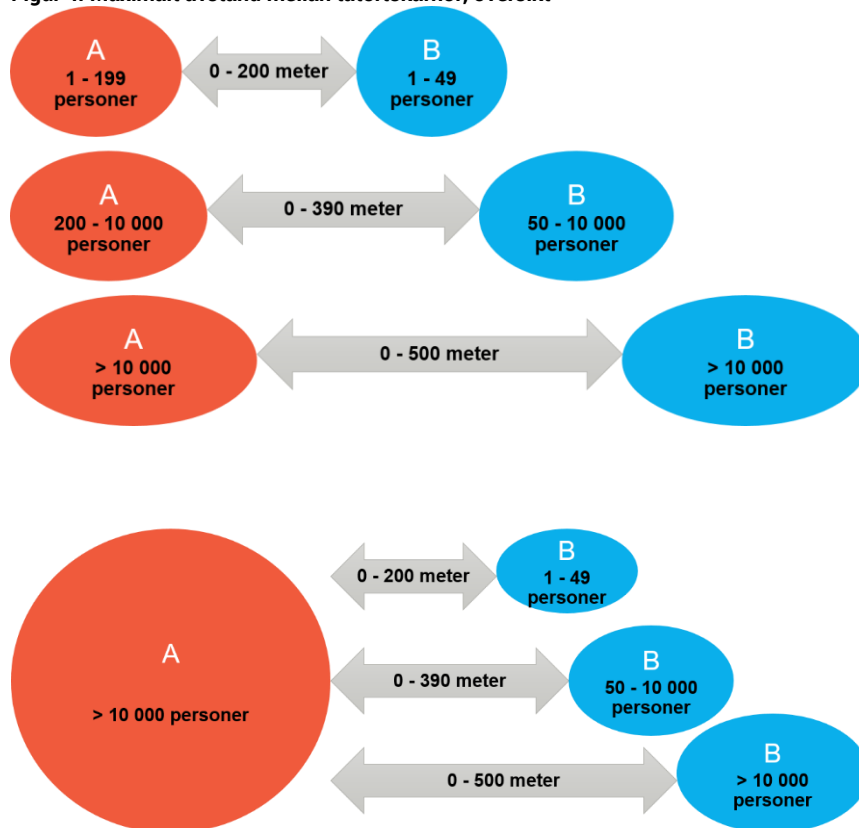 A
1 - 199
personer
0 - 200 meter
B
1 - 49
personer
A
200 - 10 000
personer
0 - 390 meter
B
50 - 10 000
personer
A
> 10 000
personer
0 - 500 meter
B
> 10 000
personer
A
> 10 000 personer
0 - 200 meter
B
1 - 49
personer
0 - 390 meter
B
50 - 10 000
personer
0 - 500 meter
B
> 10 000
personer